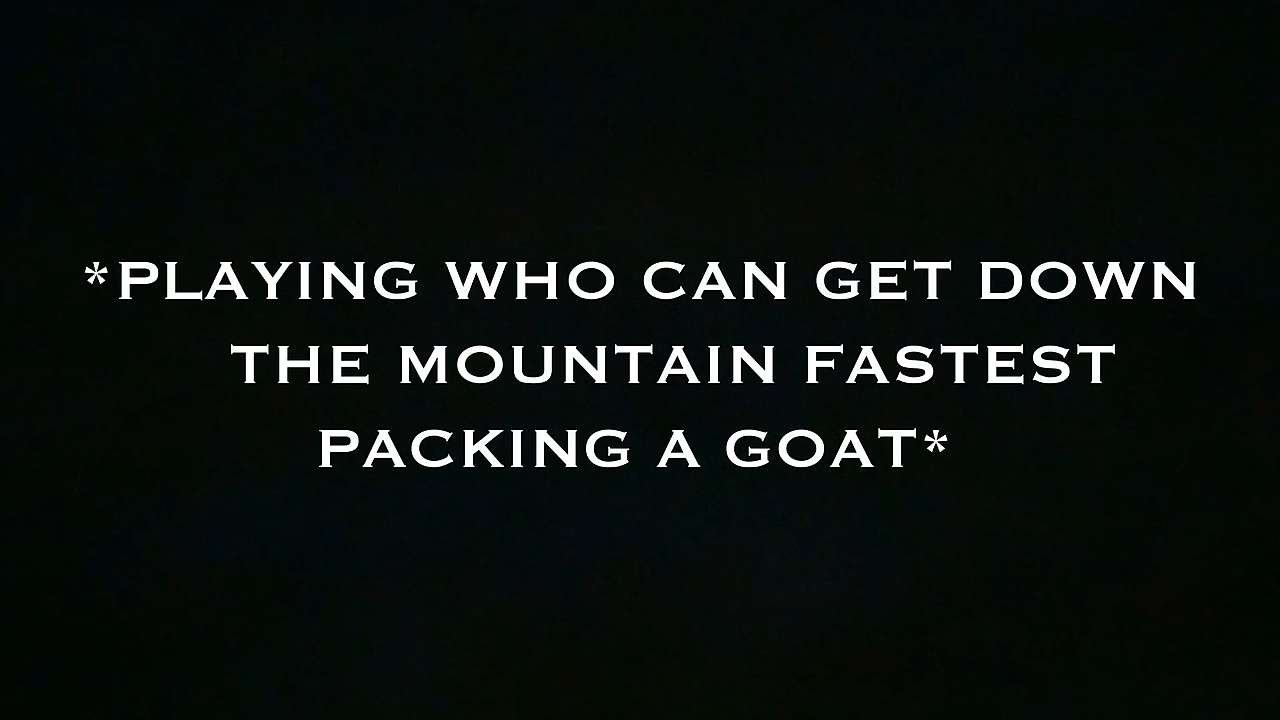 *PLAYING WHO CAN GET DOWN
THE MOUNTAIN FASTEST
PACKING A GOAT*